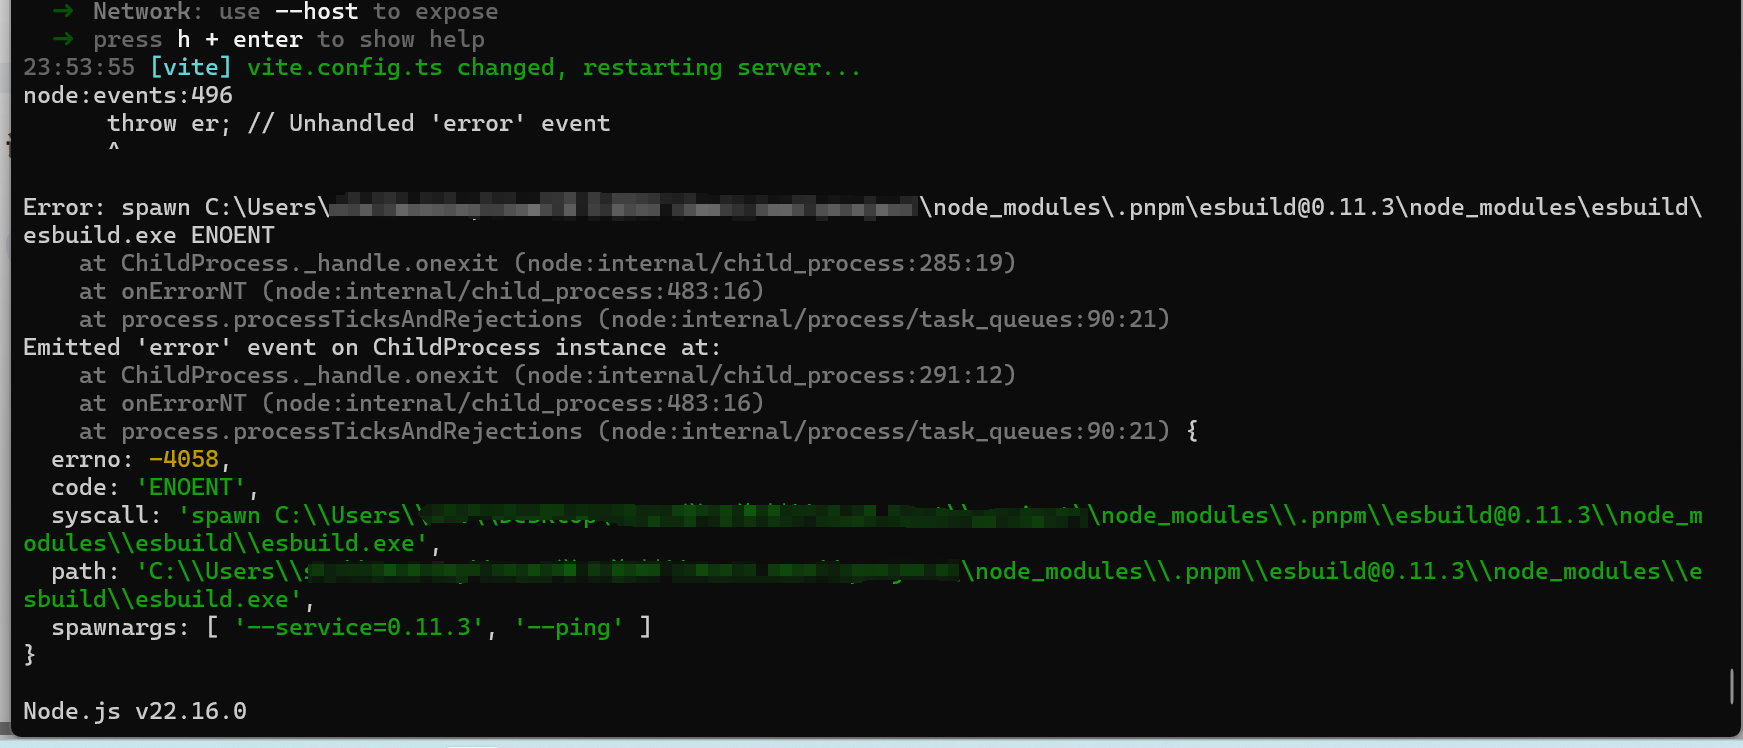 → Network: use --host to expose
→ press h + enter to show help
23:53:55 [vite] vite.config.ts changed, restarting server...
node:events:496
throw er; // Unhandled 'error' event
^
Error: spawn C:\Users\ \node_modules\.pnpm\esbuild@0.11.3\node_modules\esbuild\
esbuild.exe ENOENT
at ChildProcess._handle.onexit (node:internal/child_process:285:19)
at onErrorNT (node:internal/child_process:483:16)
at process.processTicksAndRejections (node:internal/process/task_queues:90:21)
Emitted 'error' event on ChildProcess instance at:
at ChildProcess._handle.onexit (node:internal/child_process:291:12)
at onErrorNT (node:internal/child_process:483:16)
at process.processTicksAndRejections (node:internal/process/task_queues:90:21) {
errno: -4058,
code: 'ENOENT',
syscall: 'spawn C:\\Users\\ \\node_modules\\.pnpm\\esbuild@0.11.3\\node_m
odules\\esbuild\\esbuild.exe',
path: 'C:\\Users\\ \\node_modules\\.pnpm\\esbuild@0.11.3\\node_modules\\e
sbuild\\esbuild.exe',
spawnargs: [ '--service=0.11.3', '--ping' ]
}
Node.js v22.16.0